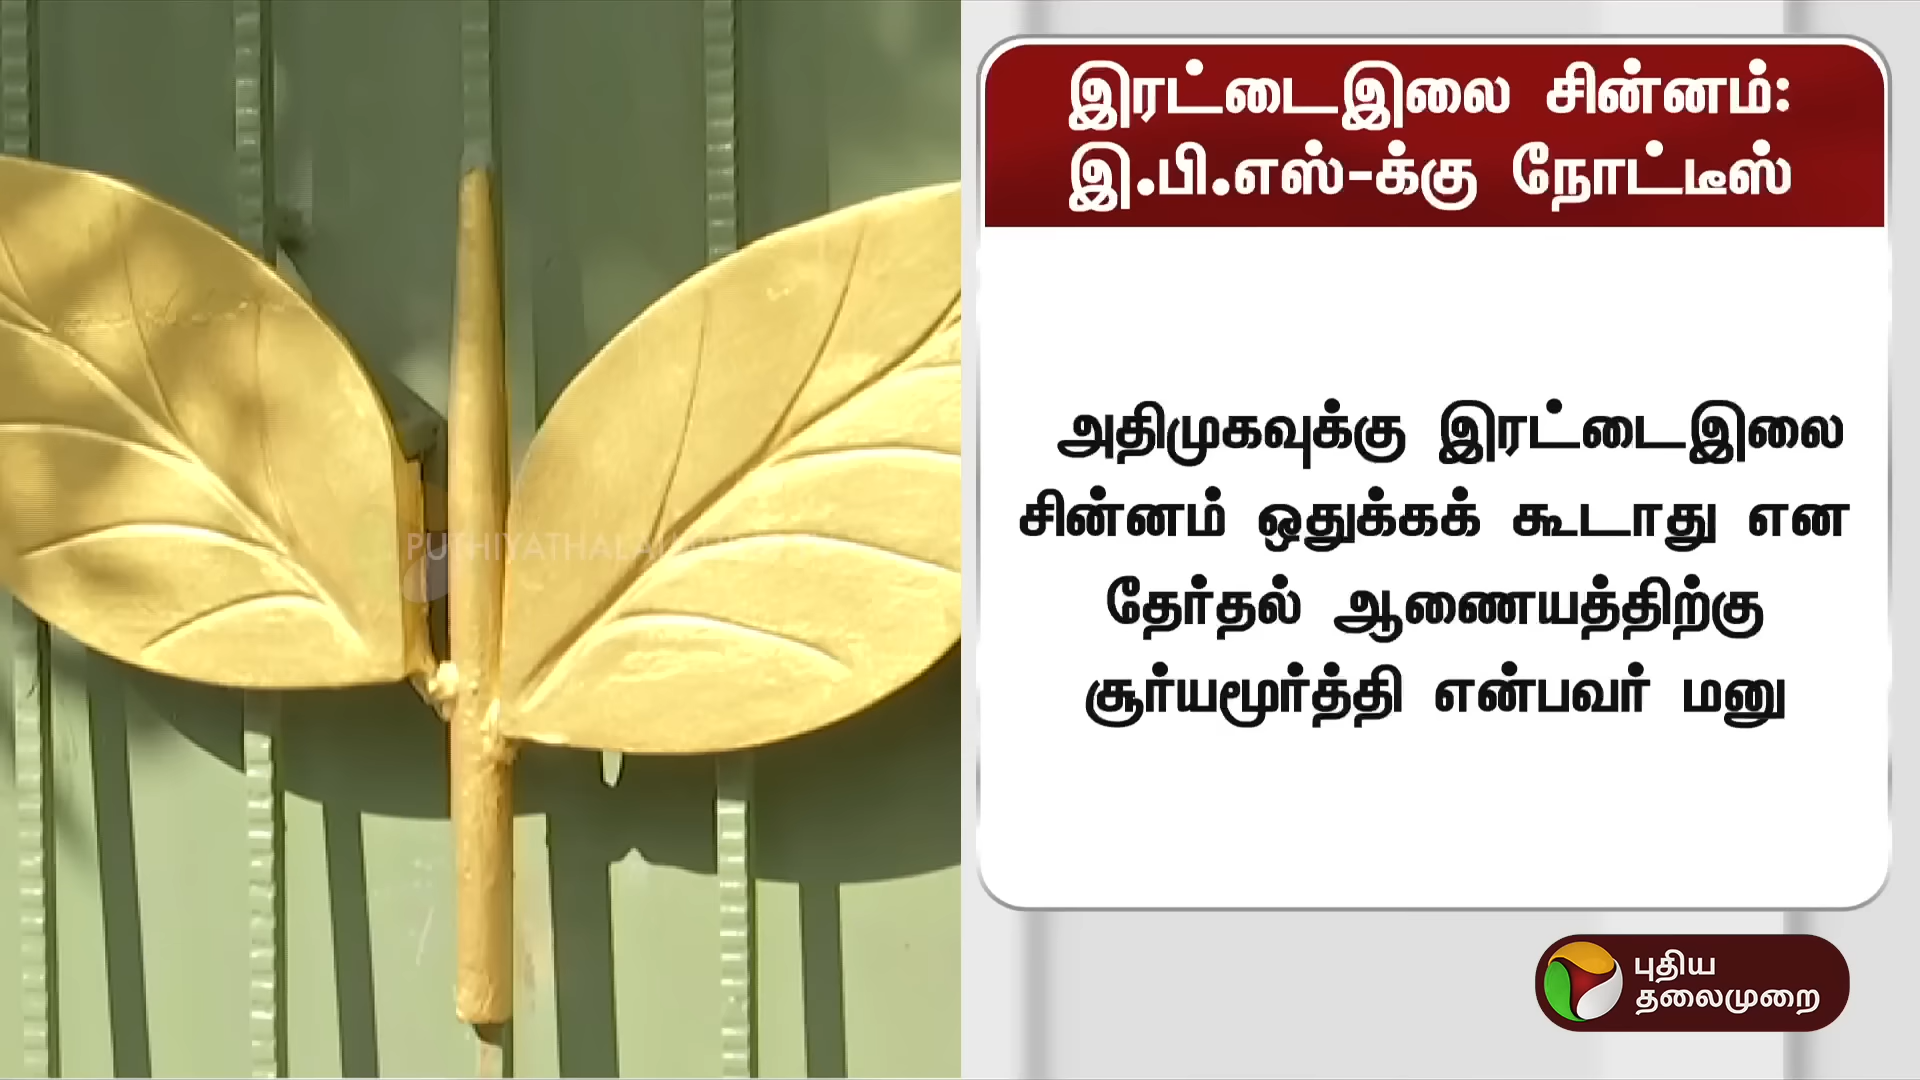 இரட்டைஇலை சின்னம்:
இ.பி.எஸ்-க்கு நோட்டீஸ்
அதிமுகவுக்கு இரட்டைஇலை
சின்னம் ஒதுக்கக் கூடாது என
தேர்தல் ஆணையத்திற்கு
சூர்யமூர்த்தி என்பவர் மனு
புதிய
தலைமுறை